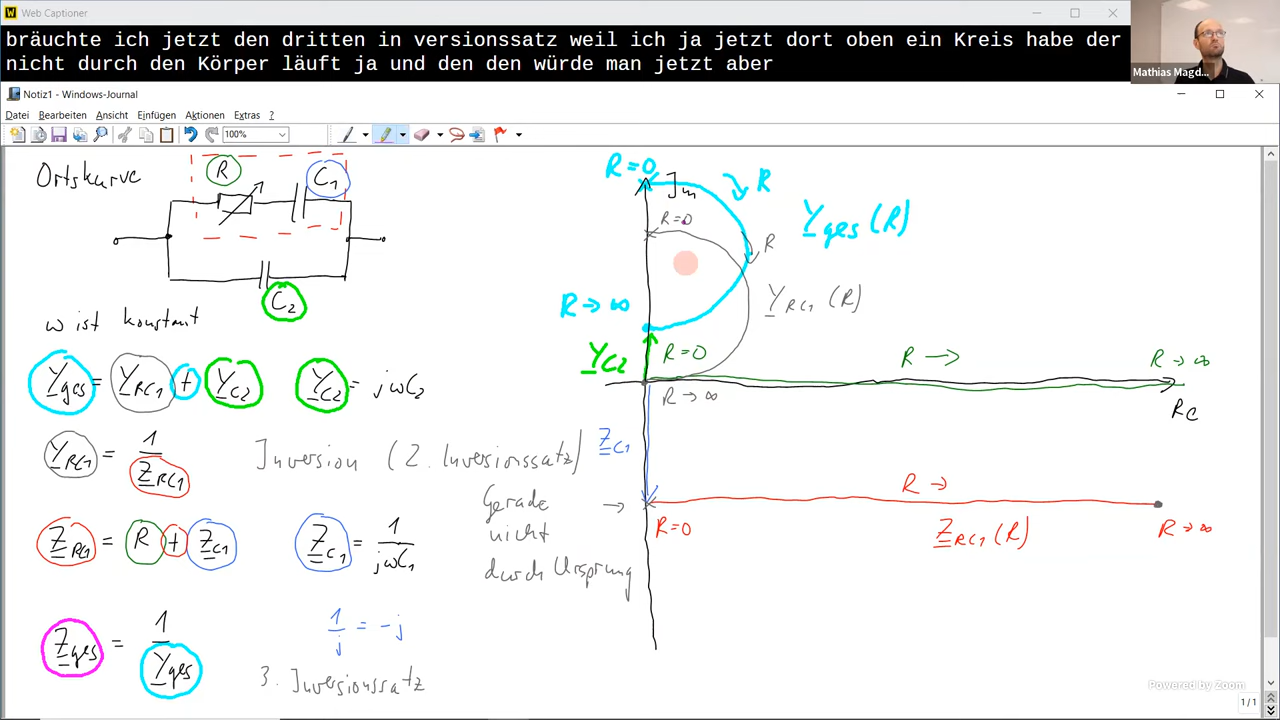 Web Captioner
bräuchte ich jetzt den dritten in versionssatz weil ich ja jetzt dort oben ein Kreis habe der
nicht durch den Körper läuft ja und den den würde man jetzt aber
Mathias Magd...
Notiz1 - Windows-Journal
Datei Bearbeiten Ansicht Einfügen Aktionen Extras ?
100%
Ortskurve
R
C1
C2
ω ist konstant
Yges = YRC1 + YC2
YC2 = jωC2
YRC1 = 1/ZRC1
Inversion (2. Inversionssatz)
Gerade →
nicht
durch Ursprung
ZRC1 = R + ZC1
ZC1 = 1/jωC1
1/j = -j
Zges = 1/Yges
3. Inversionssatz
R=0
Im
R
Yges (R)
R=0
R
R → ∞
YRC1 (R)
YC2
R=0
R →
R → ∞
R → ∞
Re
ZC1
R →
R=0
ZRC1 (R)
R → ∞
Powered by Zoom
1 / 1